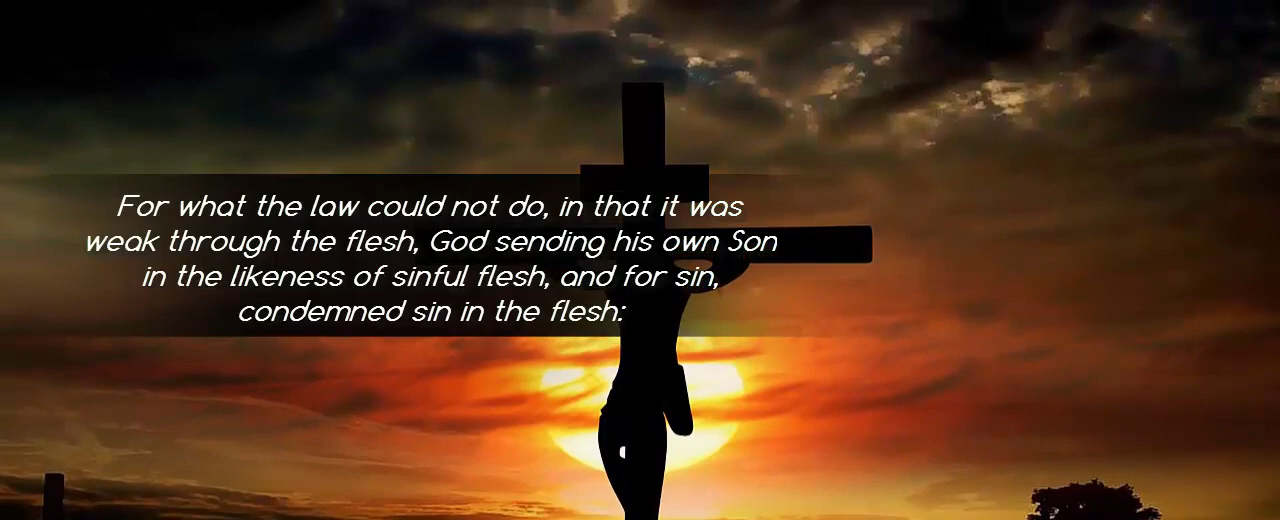 For what the law could not do, in that it was
weak through the flesh, God sending his own Son
in the likeness of sinful flesh, and for sin,
condemned sin in the flesh: